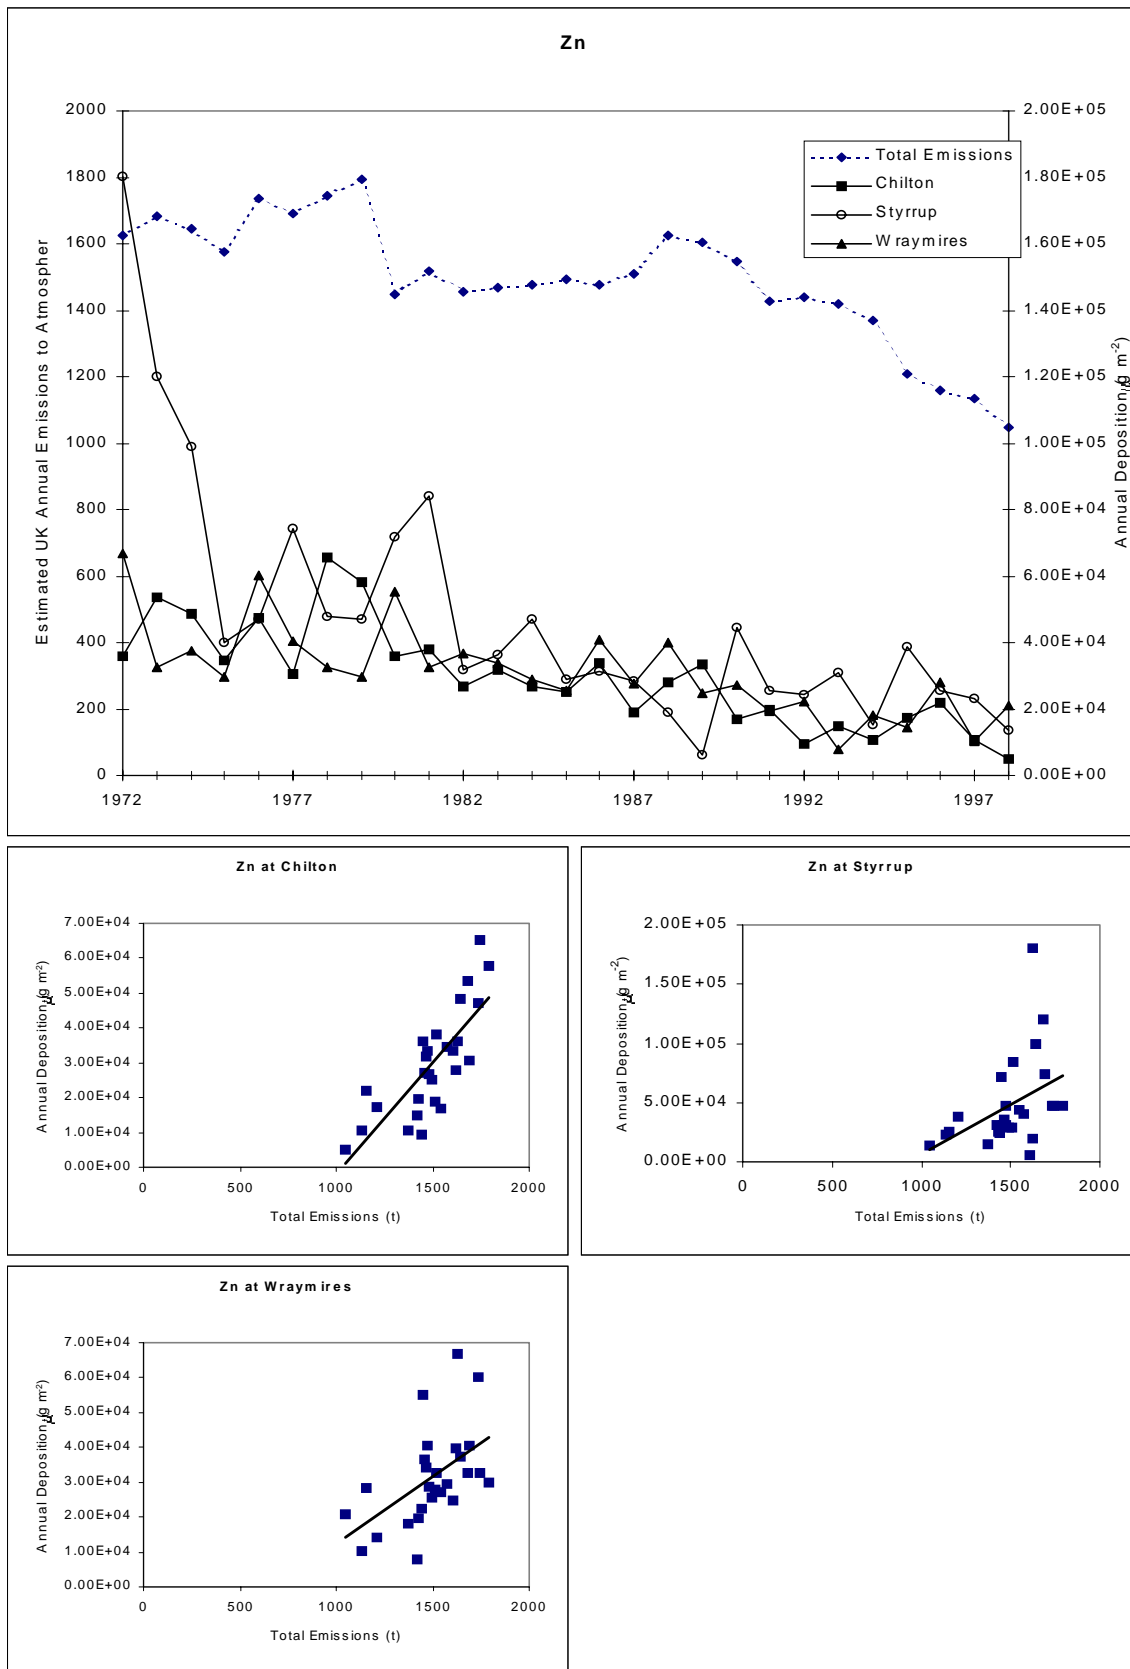 Zn
Estimated UK Annual Emissions to Atmospher
2000
1800
1600
1400
1200
1000
800
600
400
200
0
2.00E+05
1.80E+05
1.60E+05
1.40E+05
1.20E+05
1.00E+05
8.00E+04
6.00E+04
4.00E+04
2.00E+04
0.00E+00
Annual Deposition μg m-2)
Total Emissions
Chilton
Styrrup
Wraymires
1972
1977
1982
1987
1992
1997
Zn at Chilton
Annual Deposition (μg m-2)
7.00E+04
6.00E+04
5.00E+04
4.00E+04
3.00E+04
2.00E+04
1.00E+04
0.00E+00
0
500
1000
1500
2000
Total Emissions (t)
Zn at Styrrup
Annual Deposition (μg m-2)
2.00E+05
1.50E+05
1.00E+05
5.00E+04
0.00E+00
0
500
1000
1500
2000
Total Emissions (t)
Zn at Wraymires
Annual Deposition (μg m-2)
7.00E+04
6.00E+04
5.00E+04
4.00E+04
3.00E+04
2.00E+04
1.00E+04
0.00E+00
0
500
1000
1500
2000
Total Emissions (t)